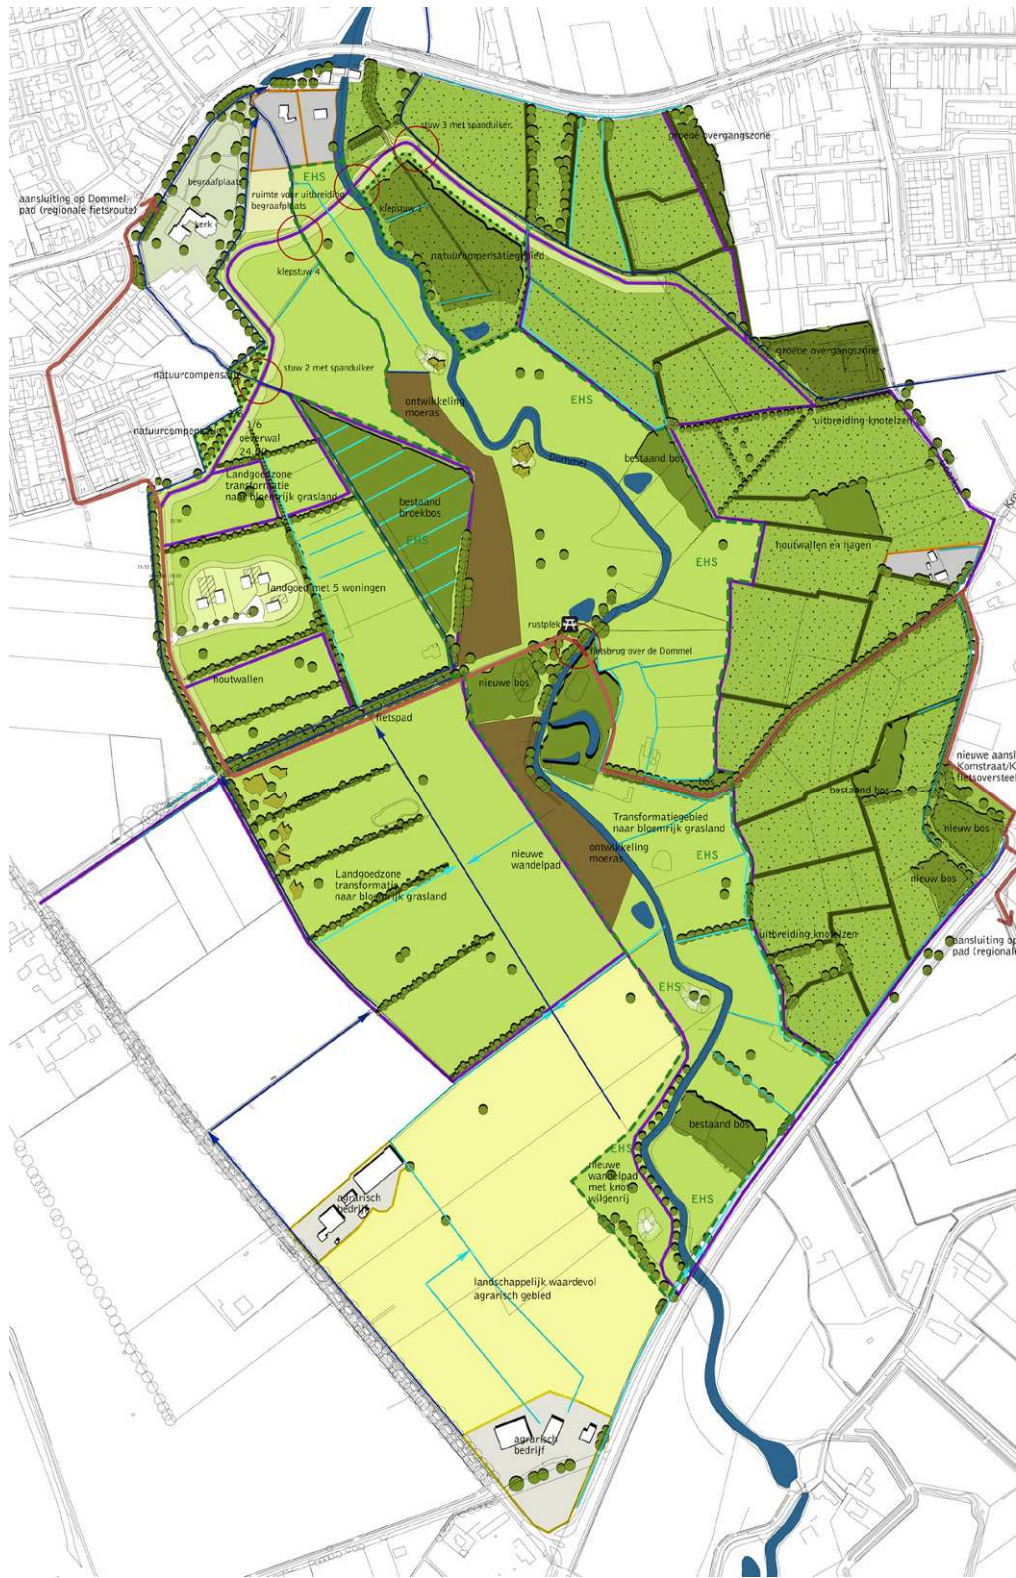 stuw 3 met spanduiker
groene overgangszone
begraafplaats
EHS
aansluiting op Dommel
pad (regionale fietsroute)
ruimte voor uitbreiding
begraafplaats
klepstuw 1
kerk
natuurcompensatiegebied
klepstuw 4
groene overgangszone
stuw 2 met spanduiker
natuurcompensatie
ontwikkeling
moeras
EHS
natuurcompensatie
1/6
oeverwal
uitbreiding knotelzen
Dommel
bestaand bos
Landgoedzone
transformatie
naar bloemrijk grasland
bestaand
broekbos
EHS
houtwallen en hagen
EHS
landgoed met 5 woningen
rustplek
fietsbrug over de Dommel
houtwallen
nieuwe bos
fietspad
nieuwe aansl
Komstraat/K
fietsoverstee
bos
bestaand bos
Transformatiegebied
naar bloemrijk grasland
nieuw bos
ontwikkeling
moeras
EHS
nieuwe
wandelpad
Landgoedzone
transformatie
naar bloemrijk grasland
nieuw bos
uitbreiding knotelzen
aansluiting op
pad (regionale
EHS
bestaand bos
EHS
nieuwe
wandelpad
met knot
wilgenrij
EHS
agrarisch
bedrijf
landschappelijk waardevol
agrarisch gebied
agrarisch
bedrijf